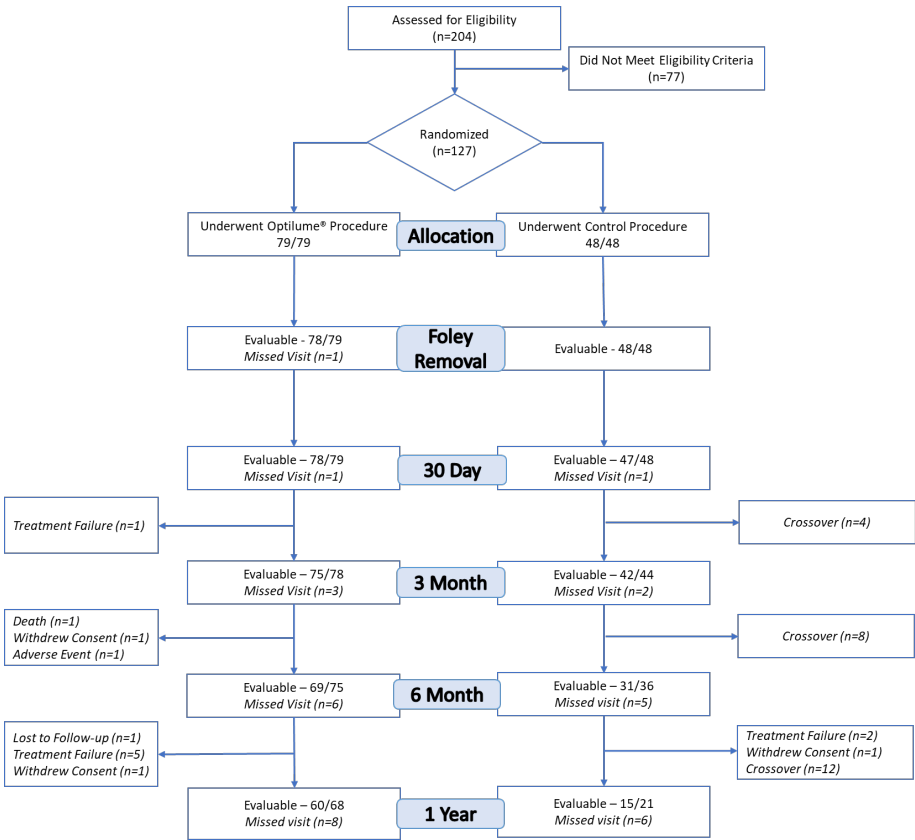 Assessed for Eligibility
(n=204)
Did Not Meet Eligibility Criteria
(n=77)
Randomized
(n=127)
Underwent Optilume® Procedure
79/79
Allocation
Underwent Control Procedure
48/48
Evaluable - 78/79
Missed Visit (n=1)
Foley
Removal
Evaluable - 48/48
Evaluable – 78/79
Missed Visit (n=1)
30 Day
Evaluable – 47/48
Missed Visit (n=1)
Treatment Failure (n=1)
Crossover (n=4)
Evaluable – 75/78
Missed Visit (n=3)
3 Month
Evaluable – 42/44
Missed Visit (n=2)
Death (n=1)
Withdrew Consent (n=1)
Adverse Event (n=1)
Crossover (n=8)
Evaluable – 69/75
Missed Visit (n=6)
6 Month
Evaluable – 31/36
Missed visit (n=5)
Lost to Follow-up (n=1)
Treatment Failure (n=5)
Withdrew Consent (n=1)
Treatment Failure (n=2)
Withdrew Consent (n=1)
Crossover (n=12)
Evaluable – 60/68
Missed visit (n=8)
1 Year
Evaluable – 15/21
Missed visit (n=6)